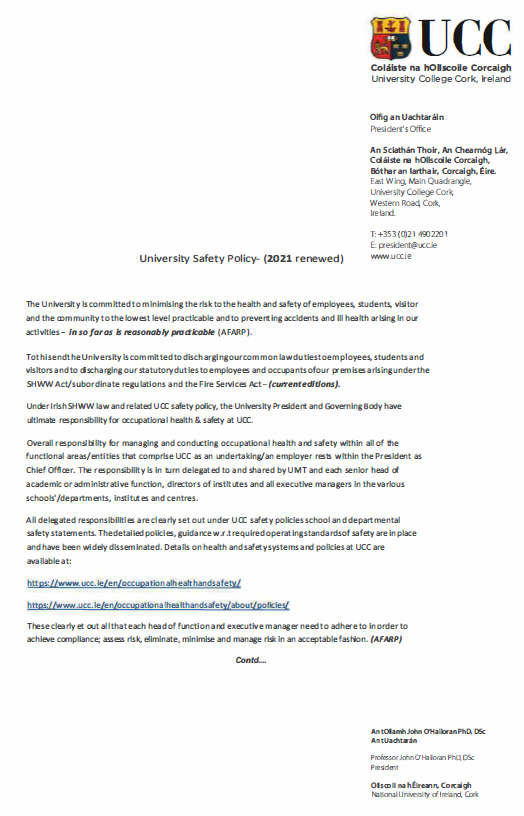 UCC
Coláiste na hOllscoile Corcaigh
University College Cork, Ireland
Oifig an Uachtaráin
President's Office
An Sciathán Thoir, An Chearnóg Lár,
Coláiste na hOllscoile Corcaigh,
Bóthar an Iarthair, Corcaigh, Éire.
East Wing, Main Quadrangle,
University College Cork,
Western Road, Cork,
Ireland.
T: +353 (0)21 4902201
E: president@ucc.ie
www.ucc.ie
University Safety Policy- (2021 renewed)
The University is committed to minimising the risk to the health and safety of employees, students, visitor
and the community to the lowest level practicable and to preventing accidents and ill health arising in our
activities – in so far as is reasonably practicable (AFARP).
To this end the University is committed to discharging our common law duties to employees, students and
visitors and to discharging our statutory duties to employees and occupants of our premises arising under the
SHWW Act/subordinate regulations and the Fire Services Act – (current editions).
Under Irish SHWW law and related UCC safety policy, the University President and Governing Body have
ultimate responsibility for occupational health & safety at UCC.
Overall responsibility for managing and conducting occupational health and safety within all of the
functional areas/entities that comprise UCC as an undertaking/an employer rests within the President as
Chief Officer. The responsibility is in turn delegated to and shared by UMT and each senior head of
academic or administrative function, directors of institutes and all executive managers in the various
schools'/departments, institutes and centres.
All delegated responsibilities are clearly set out under UCC safety policies school and departmental
safety statements. The detailed policies, guidance w.r.t required operating standards of safety are in place
and have been widely disseminated. Details on health and safety systems and policies at UCC are
available at:
https://www.ucc.ie/en/occupationalhealthandsafety/
https://www.ucc.ie/en/occupationalhealthandsafety/about/policies/
These clearly et out all that each head of function and executive manager need to adhere to in order to
achieve compliance; assess risk, eliminate, minimise and manage risk in an acceptable fashion. (AFARP)
Contd....
An tOllamh John O'Halloran PhD, DSc
An tUachtarán
Professor John O'Halloran PhD, DSc
President
Ollscoil na hÉireann, Corcaigh
National University of Ireland, Cork